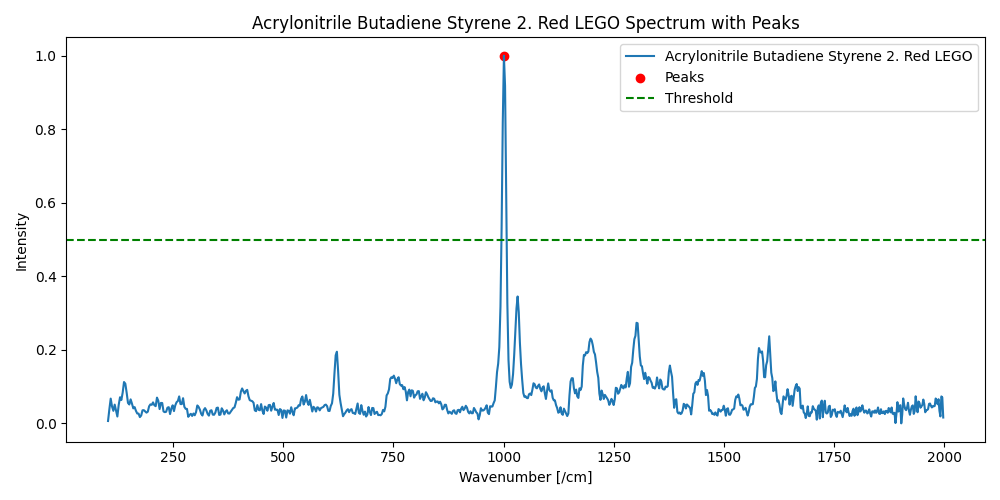 Acrylonitrile Butadiene Styrene 2. Red LEGO Spectrum with Peaks
Acrylonitrile Butadiene Styrene 2. Red LEGO
Peaks
Threshold
Intensity
1.0
0.8
0.6
0.4
0.2
0.0
250 500 750 1000 1250 1500 1750 2000
Wavenumber [/cm]